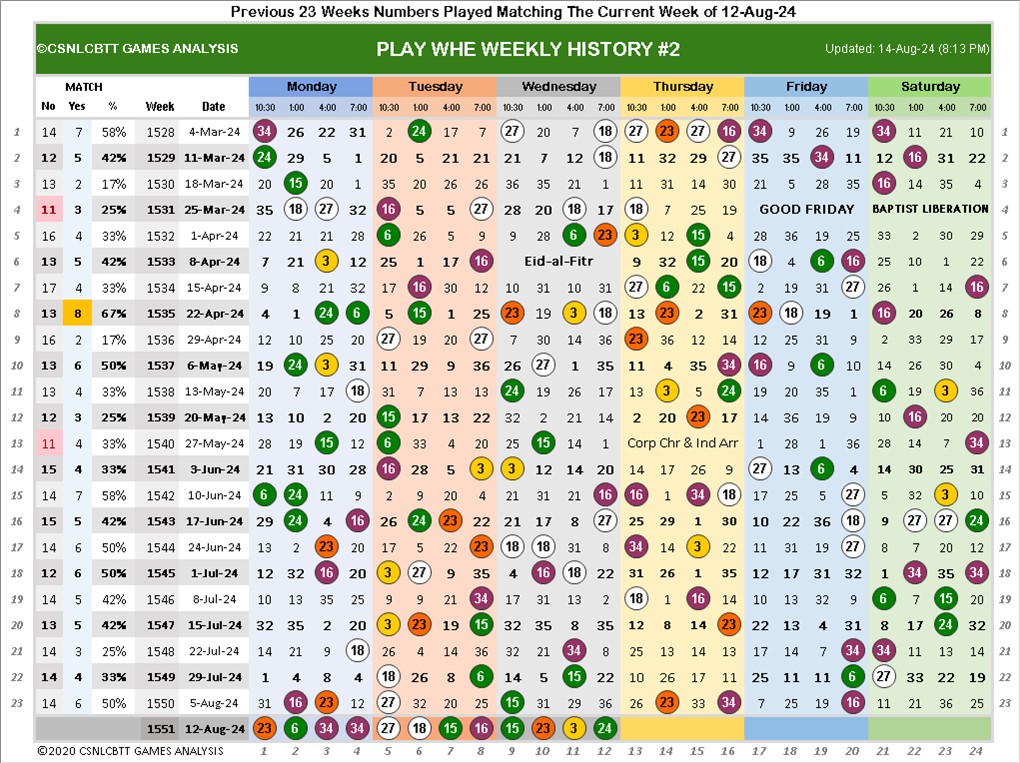 Previous 23 Weeks Numbers Played Matching The Current Week of 12-Aug-24
©CSNLCBTT GAMES ANALYSIS PLAY WHE WEEKLY HISTORY #2 Updated: 14-Aug-24 (8:13 PM)
MATCH Monday Tuesday Wednesday Thursday Friday Saturday
No Yes % Week Date 10:30 1:00 4:00 7:00 10:30 1:00 4:00 7:00 10:30 1:00 4:00 7:00 10:30 1:00 4:00 7:00 10:30 1:00 4:00 7:00 10:30 1:00 4:00 7:00
1 14 7 58% 1528 4-Mar-24 34 26 22 31 2 24 17 7 27 20 7 18 27 14 27 16 34 9 26 19 34 11 21 10 1
2 12 5 42% 1529 11-Mar-24 24 29 5 1 20 5 21 21 21 7 12 18 11 32 29 27 35 35 34 11 12 16 31 22 2
3 13 2 17% 1530 18-Mar-24 20 15 20 1 35 20 26 26 36 35 21 1 11 31 14 30 21 5 28 35 16 14 35 4 3
4 11 3 25% 1531 25-Mar-24 35 18 27 32 16 5 5 27 28 20 11 17 18 7 25 19 GOOD FRIDAY BAPTIST LIBERATION 4
5 16 4 33% 1532 1-Apr-24 22 21 21 28 6 26 5 9 9 28 6 23 3 12 15 4 28 36 19 25 33 2 30 29 5
6 13 5 42% 1533 8-Apr-24 7 21 3 12 25 1 17 16 Eid-al-Fitr 9 32 15 20 18 4 6 16 25 10 1 22 6
7 17 4 33% 1534 15-Apr-24 9 8 21 32 17 16 30 12 10 31 10 31 27 6 22 15 2 19 31 27 26 1 14 16 7
8 13 8 67% 1535 22-Apr-24 4 1 24 6 5 15 1 25 23 19 3 18 13 23 2 31 23 18 19 1 16 20 26 8 8
9 16 2 17% 1536 29-Apr-24 12 10 25 20 27 19 20 27 7 30 14 36 23 36 12 14 12 25 31 9 2 33 29 17 9
10 13 6 50% 1537 6-May-24 19 24 3 31 11 29 9 36 26 27 1 35 11 4 35 34 16 9 6 10 14 26 30 4 10
11 13 4 33% 1538 13-May-24 20 7 17 18 31 7 13 13 24 19 26 17 13 3 5 24 19 20 35 1 6 19 3 36 11
12 12 3 25% 1539 20-May-24 13 10 2 20 15 17 13 22 32 2 21 14 2 20 23 17 14 36 19 9 22 16 20 20 12
13 11 4 33% 1540 27-May-24 28 19 15 12 6 33 4 20 25 15 14 1 Corp Chr & Ind Arr 1 28 1 36 28 14 7 34 13
14 15 4 33% 1541 3-Jun-24 21 31 30 28 16 28 5 3 3 12 14 20 14 17 26 9 27 13 6 4 14 30 25 31 14
15 14 7 58% 1542 10-Jun-24 6 24 11 9 2 9 20 4 21 31 21 16 16 15 34 18 17 25 5 27 5 32 3 10 15
16 15 5 42% 1543 17-Jun-24 29 24 4 16 26 24 23 22 21 17 8 27 25 29 1 30 10 22 36 18 9 27 27 24 16
17 14 6 50% 1544 24-Jun-24 13 2 23 20 17 5 22 23 18 18 31 8 34 14 3 22 11 31 19 27 8 7 20 12 17
18 12 6 50% 1545 1-Jul-24 12 32 16 20 3 27 9 35 4 16 18 22 31 26 1 35 12 17 31 32 1 34 35 34 18
19 14 5 42% 1546 8-Jul-24 10 13 35 25 9 9 21 34 17 31 13 2 18 1 16 14 10 13 32 9 6 19 15 20 19
20 13 5 42% 1547 15-Jul-24 32 35 2 20 3 23 19 15 32 35 8 35 12 8 14 23 22 13 4 31 8 17 24 32 20
21 14 3 25% 1548 22-Jul-24 14 21 9 18 26 4 14 36 32 21 34 8 25 13 14 13 17 14 7 34 34 11 13 14 21
22 14 4 33% 1549 29-Jul-24 1 4 8 4 18 26 8 6 14 5 15 22 10 26 17 11 25 11 11 6 27 33 22 19 22
23 14 6 50% 1550 5-Aug-24 31 16 23 12 27 32 20 25 15 31 29 36 26 23 33 34 7 21 19 16 11 21 36 25 23
1551 12-Aug-24 23 6 34 34 27 18 15 16 15 23 3 24
©2020 CSNLCBTT GAMES ANALYSIS 1 2 3 4 5 6 7 8 9 10 11 12 13 14 15 16 17 18 19 20 21 22 23 24